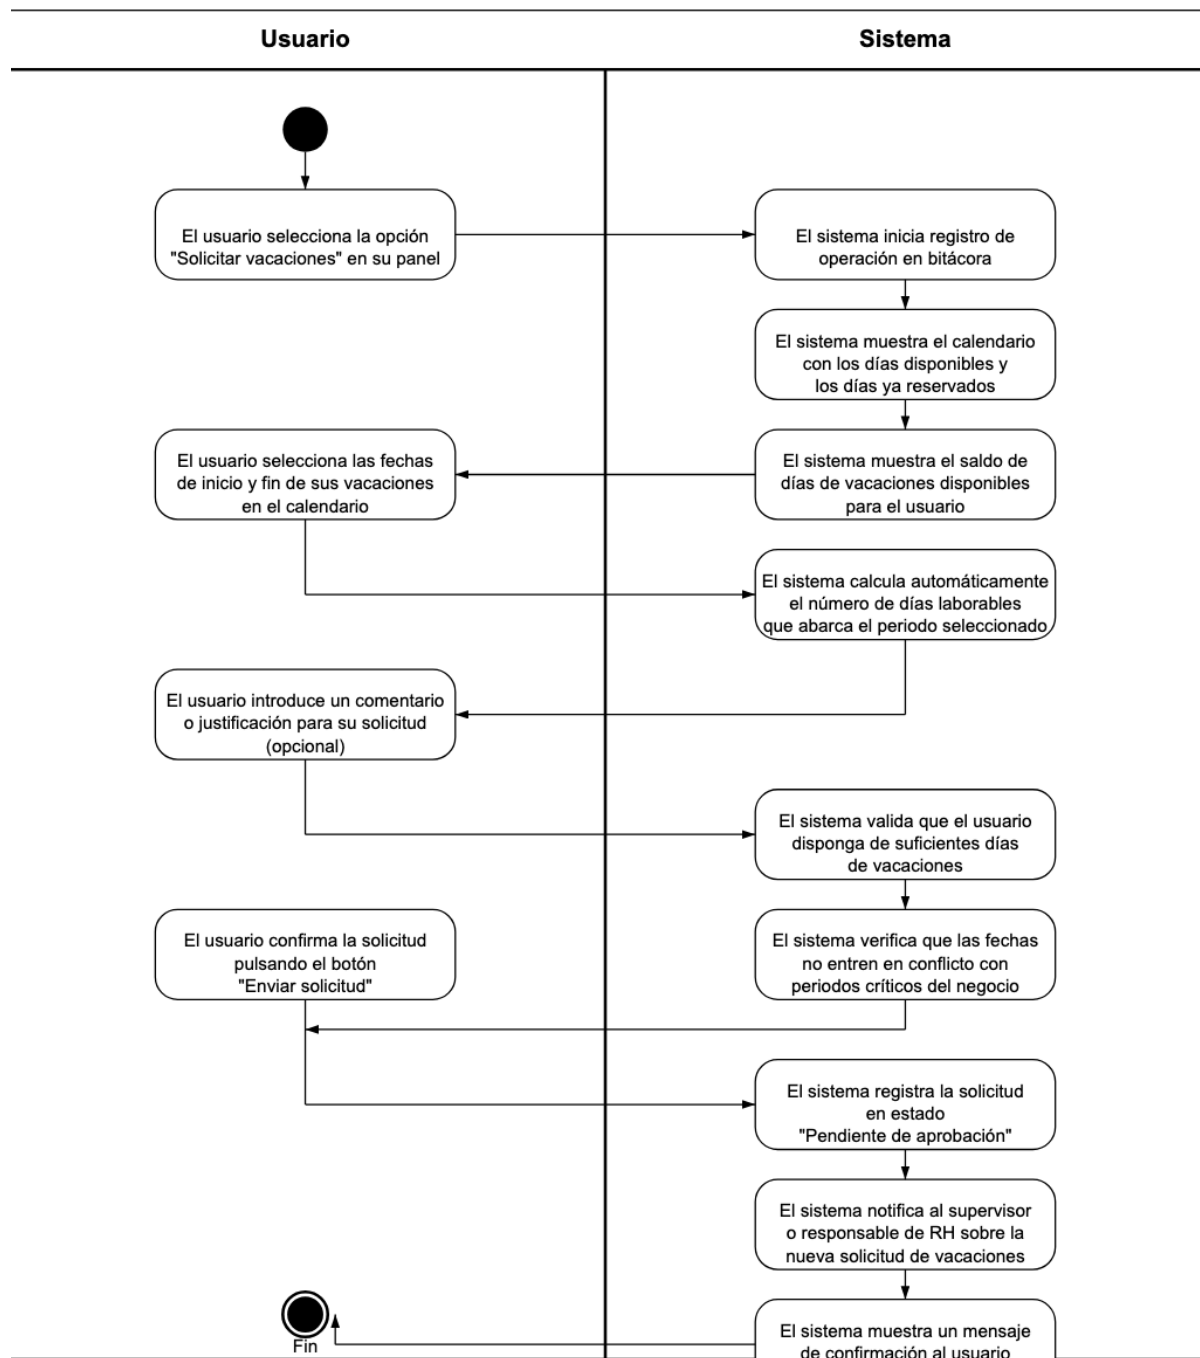 Usuario
Sistema
El usuario selecciona la opción
"Solicitar vacaciones" en su panel
El sistema inicia registro de
operación en bitácora
El sistema muestra el calendario
con los días disponibles y
los días ya reservados
El sistema muestra el saldo de
días de vacaciones disponibles
para el usuario
El usuario selecciona las fechas
de inicio y fin de sus vacaciones
en el calendario
El sistema calcula automáticamente
el número de días laborables
que abarca el periodo seleccionado
El usuario introduce un comentario
o justificación para su solicitud
(opcional)
El sistema valida que el usuario
disponga de suficientes días
de vacaciones
El sistema verifica que las fechas
no entren en conflicto con
periodos críticos del negocio
El usuario confirma la solicitud
pulsando el botón
"Enviar solicitud"
El sistema registra la solicitud
en estado
"Pendiente de aprobación"
El sistema notifica al supervisor
o responsable de RH sobre la
nueva solicitud de vacaciones
El sistema muestra un mensaje
de confirmación al usuario
Fin